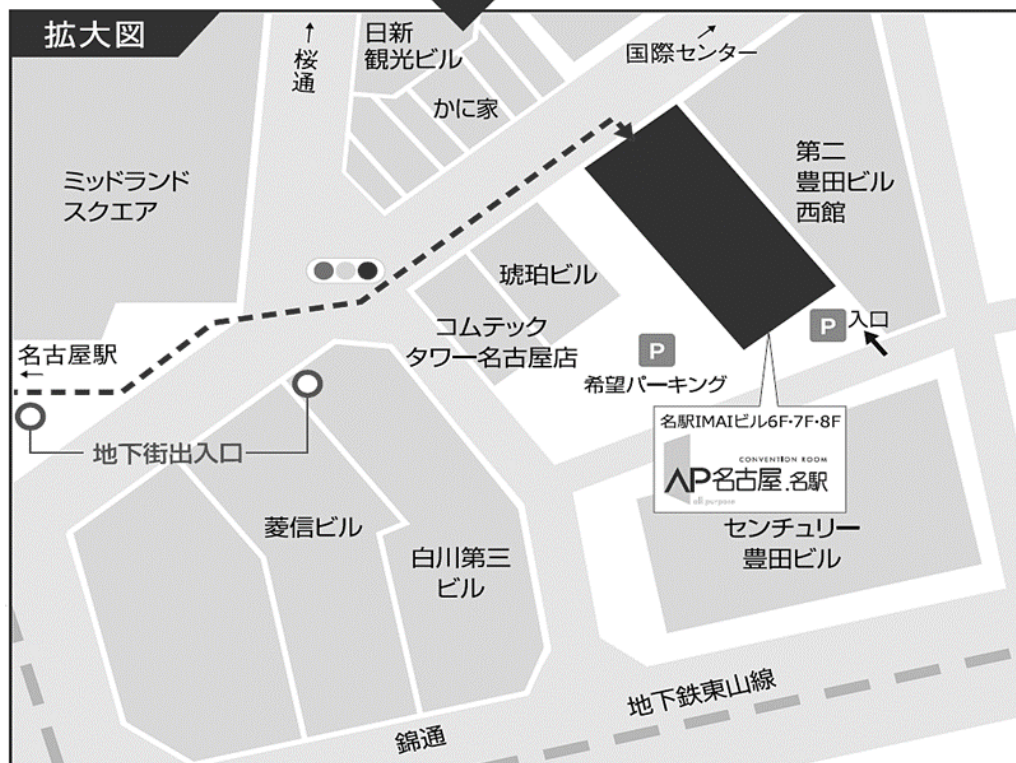 拡大図
↑
桜
通
日新
観光ビル
↗
国際センター
かに家
ミッドランド
スクエア
第二
豊田ビル
西館
琥珀ビル
コムテック
タワー名古屋店
P
入口
名古屋駅
←
P
希望パーキング
地下街出入口
名駅IMAIビル6F・7F・8F
CONVENTION ROOM
AP名古屋.名駅
all purpose
菱信ビル
白川第三
ビル
センチュリー
豊田ビル
地下鉄東山線
錦通